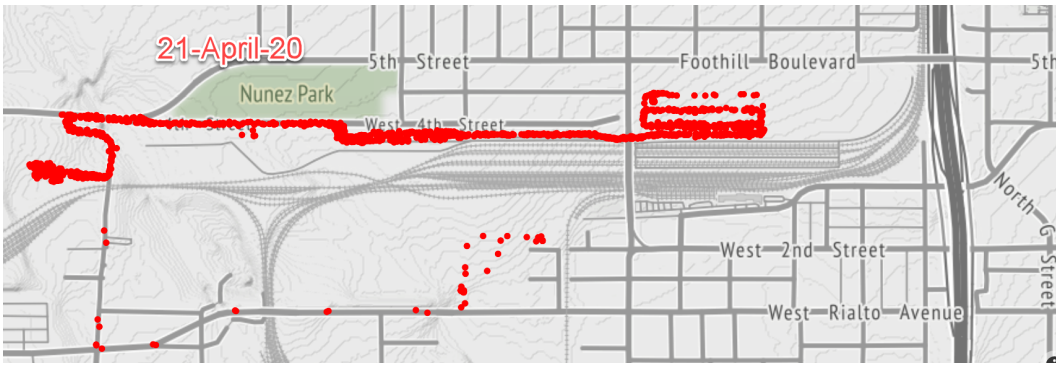 21-April-20
5th Street
Foothill Boulevard
5th
Nunez Park
West 4th Street
North G Street
West 2nd Street
West Rialto Avenue